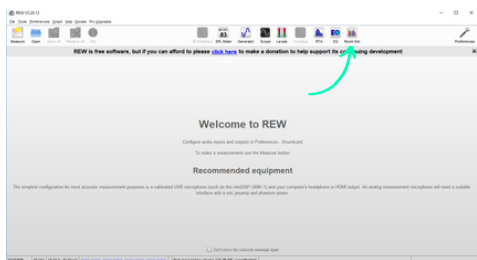 REW V5.20.13
File Tools Preferences Graph Help Donate Pro Upgrades
Measure Open SPL Meter Generator Scope Levels RTA EQ Room Sim Preferences
83
REW is free software, but if you can afford to please click here to make a donation to help support its continuing development
Welcome to REW
Configure audio inputs and outputs in Preferences - Soundcard
To make a measurement use the Measure button
Recommended equipment
The simplest configuration for most acoustic measurement purposes is a calibrated USB microphone (such as the miniDSP UMIK-1) and your computer's headphone or HDMI output. An analog measurement microphone will need a suitable
interface with a mic preamp and phantom power.
Don't show the welcome message again